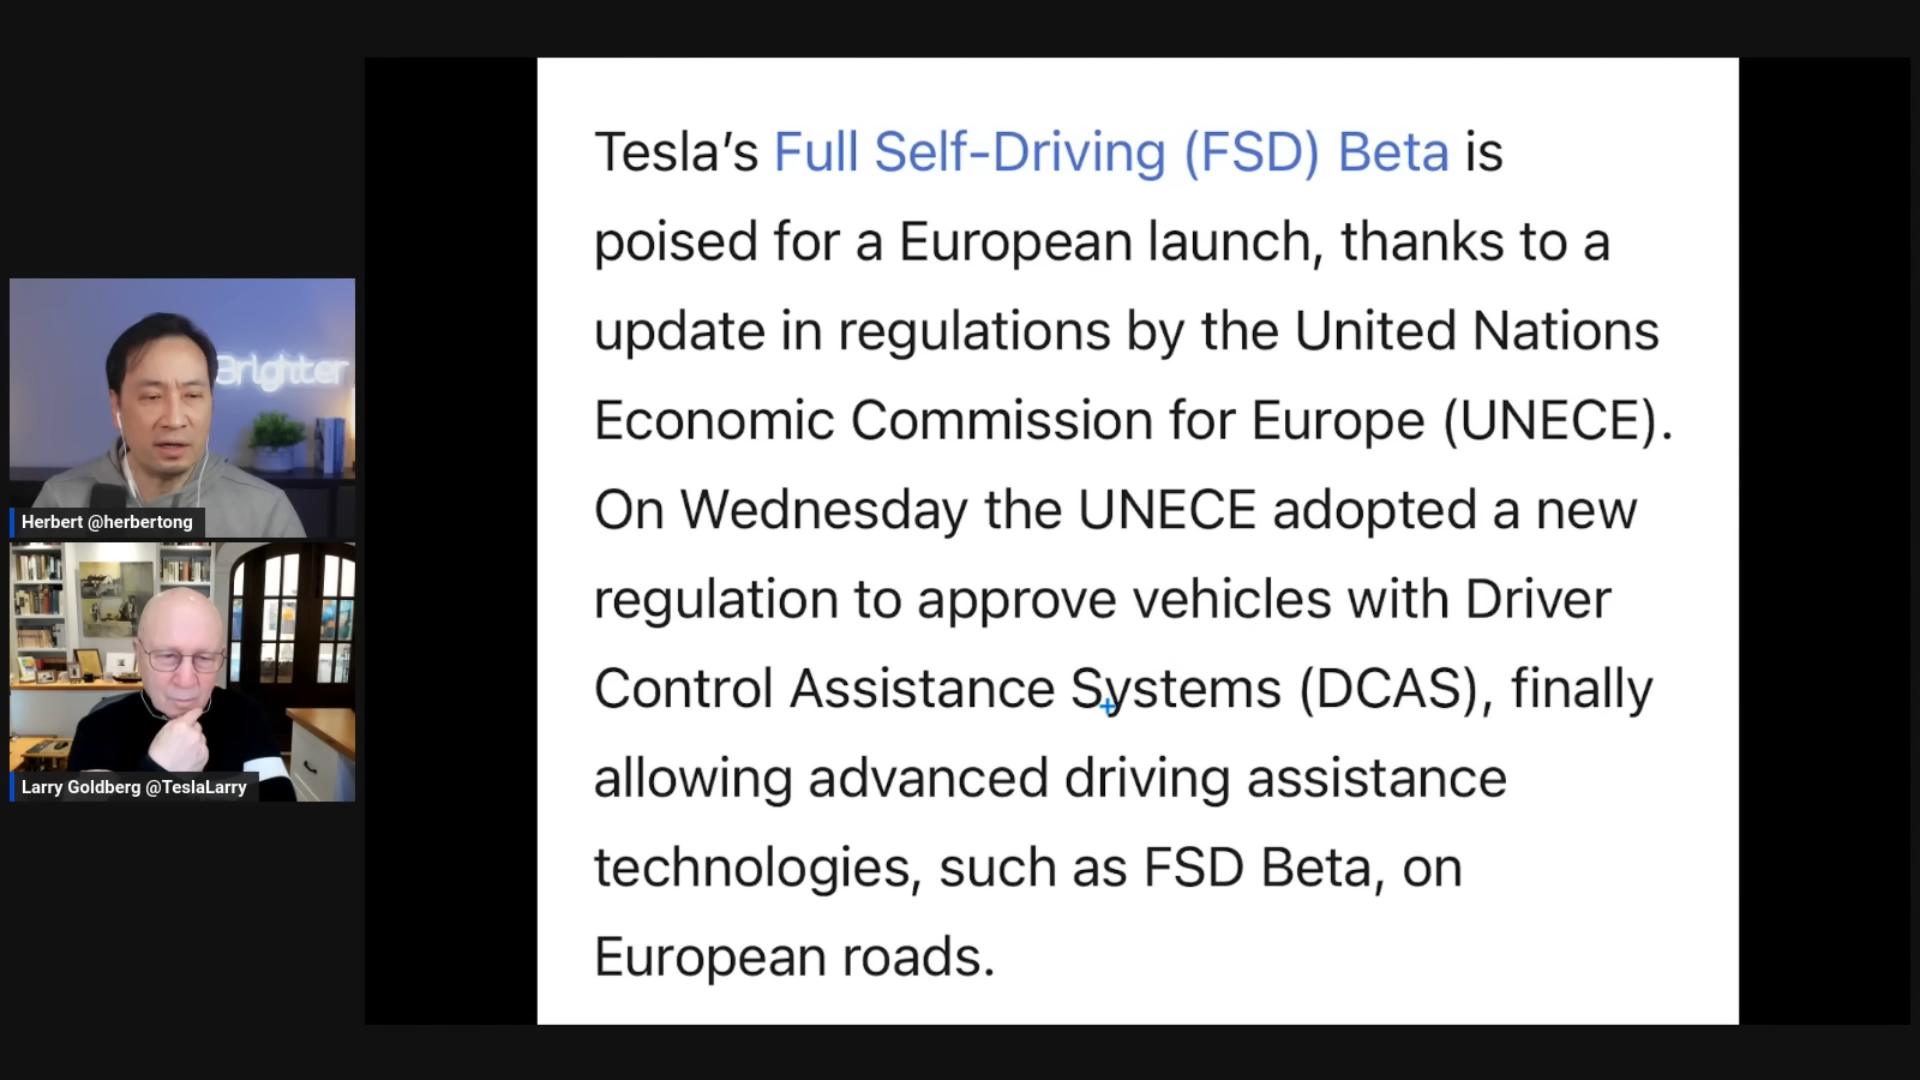 Tesla’s Full Self-Driving (FSD) Beta is
poised for a European launch, thanks to a
update in regulations by the United Nations
Economic Commission for Europe (UNECE).
On Wednesday the UNECE adopted a new
regulation to approve vehicles with Driver
Control Assistance Systems (DCAS), finally
allowing advanced driving assistance
technologies, such as FSD Beta, on
European roads.
Brighter
Herbert @herbertong
Larry Goldberg @TeslaLarry